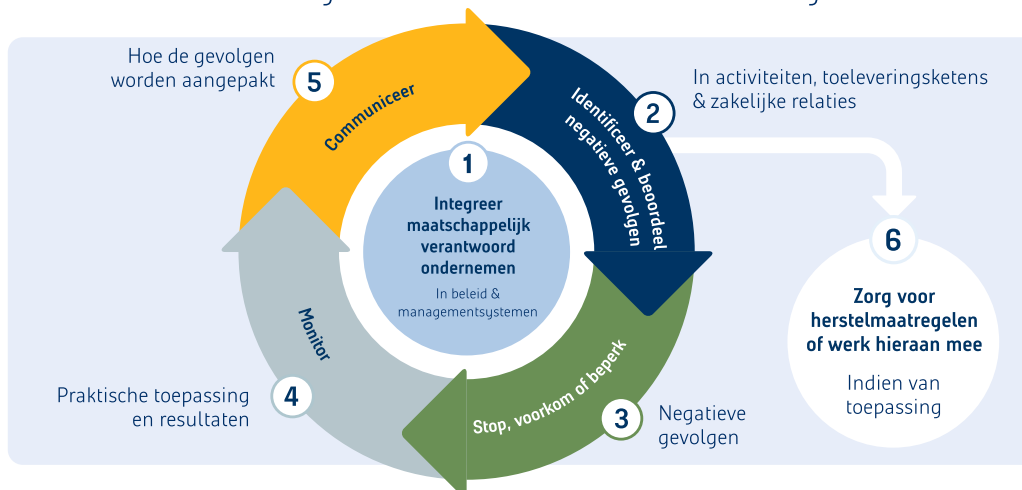 1
Integreer
maatschappelijk
verantwoord
ondernemen
In beleid &
managementsystemen
2
Identificeer & beoordeel
negatieve gevolgen
In activiteiten, toeleveringsketens
& zakelijke relaties
3
Stop, voorkom of beperk
Negatieve
gevolgen
4
Monitor
Praktische toepassing
en resultaten
5
Communiceer
Hoe de gevolgen
worden aangepakt
6
Zorg voor
herstelmaatregelen
of werk hieraan mee
Indien van
toepassing